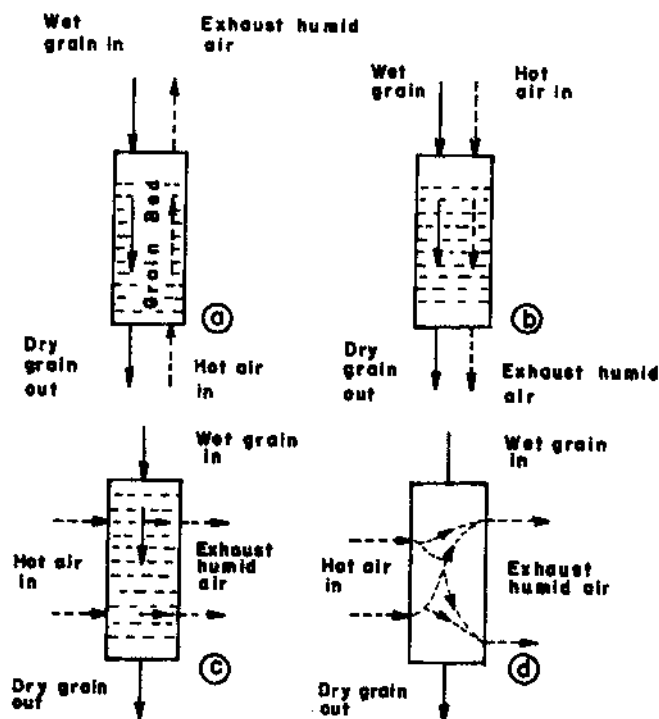 Wet
grain in
Exhaust humid
air
Grain Bed
a
Dry
grain
out
Hot air
in
Wet
grain
Hot
air in
b
Dry
grain
out
Exhaust humid
air
Wet grain
in
Hot air
in
Exhaust
humid
air
c
Dry grain
out
Wet grain
in
Hot air
in
Exhaust
humid air
d
Dry grain
out